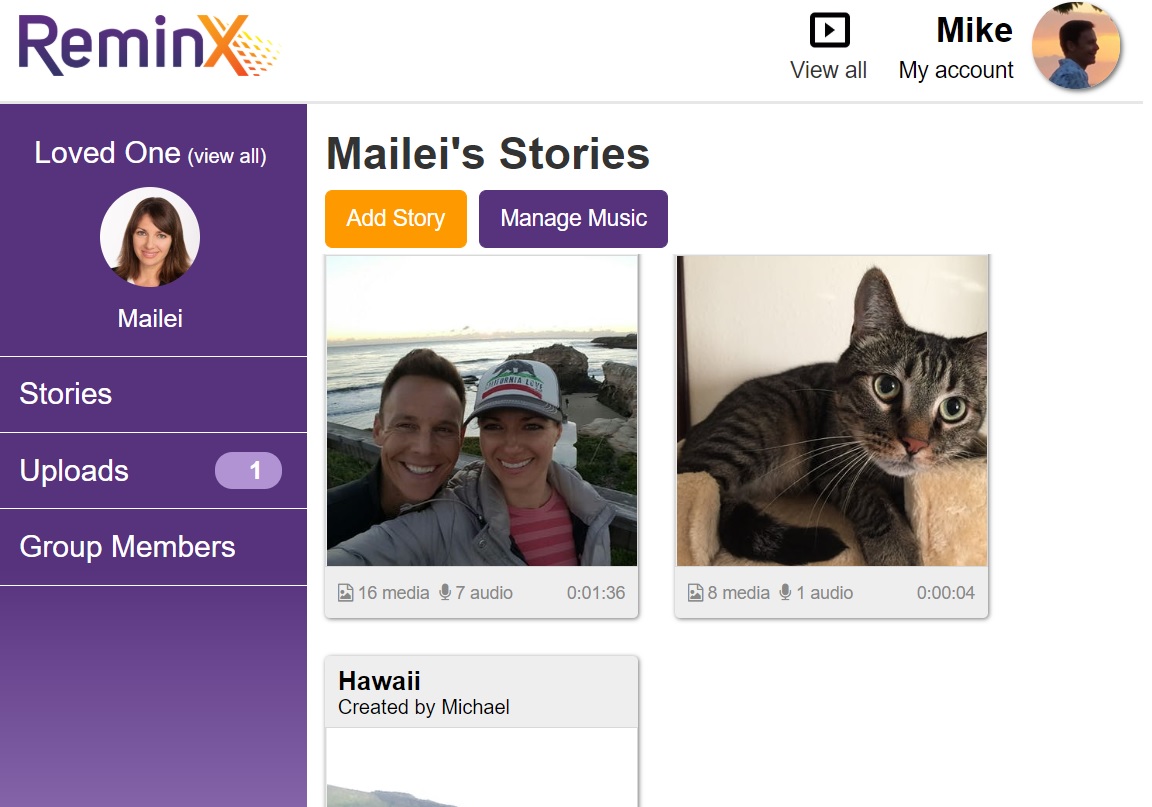 ReminX
View all
Mike
My account
Loved One (view all)
Mailei
Stories
Uploads 1
Group Members
Mailei's Stories
Add Story Manage Music
CALIFORNIA LOVE
16 media 7 audio 0:01:36
8 media 1 audio 0:00:04
Hawaii
Created by Michael